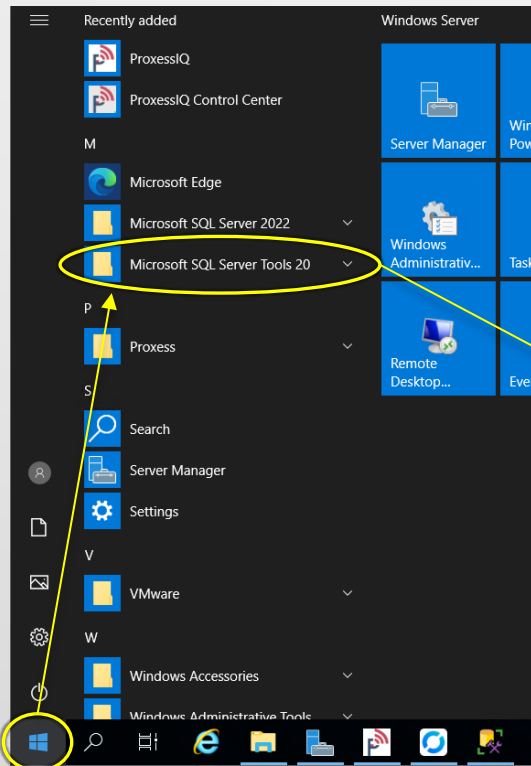 Recently added
Windows Server
ProxessIQ
ProxessIQ Control Center
M
Server Manager
Microsoft Edge
Microsoft SQL Server 2022
Microsoft SQL Server Tools 20
Windows
Administrativ...
P
Proxess
Remote
Desktop...
S
Search
Server Manager
Settings
V
VMware
W
Windows Accessories
Windows Administrative Tools